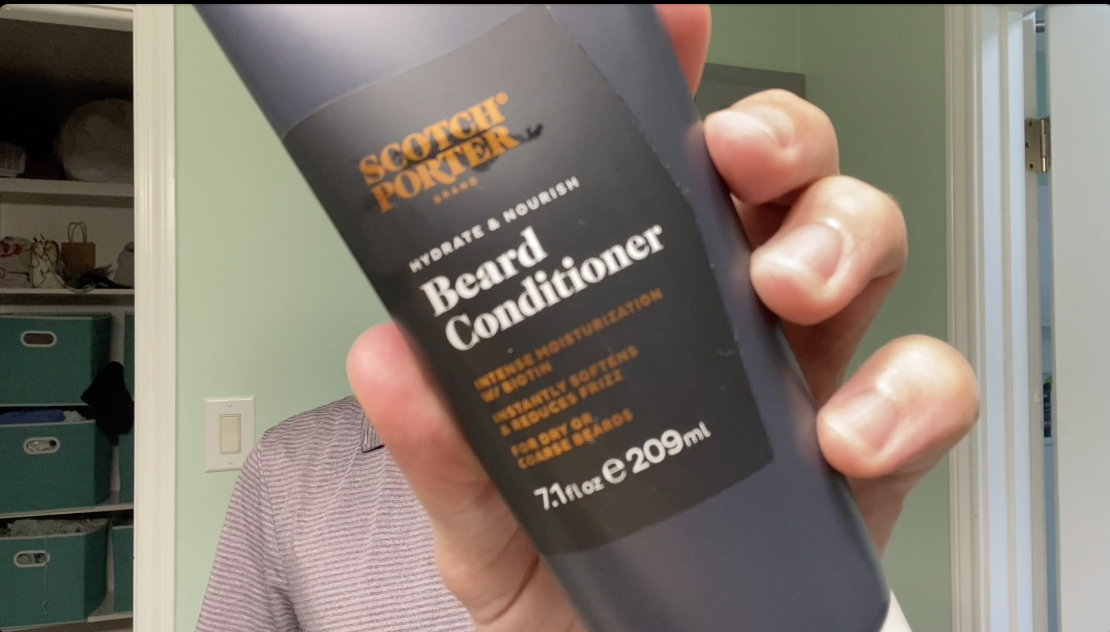 SCOTCH®
PORTER
BRAND
HYDRATE & NOURISH
Beard
Conditioner
INTENSE MOISTURIZATION
W/ BIOTIN
INSTANTLY SOFTENS
& REDUCES FRIZZ
FOR DRY OR
COARSE BEARDS
7.1 fl oz ℮ 209ml